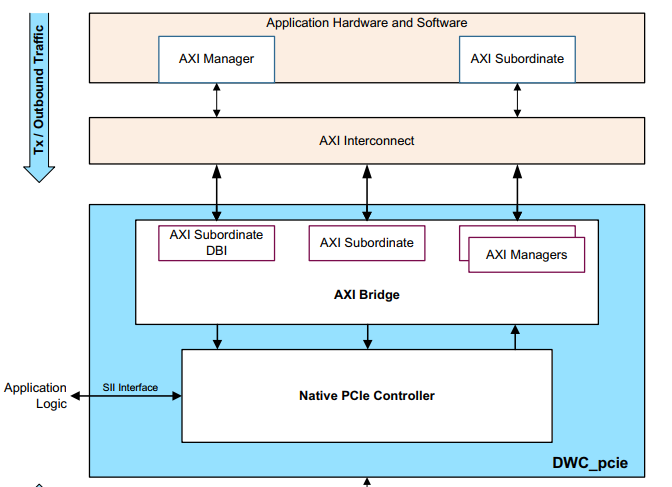 Tx / Outbound Traffic
Application Hardware and Software
AXI Manager
AXI Subordinate
AXI Interconnect
AXI Subordinate
DBI
AXI Subordinate
AXI Managers
AXI Bridge
Application
Logic
SII Interface
Native PCIe Controller
DWC_pcie